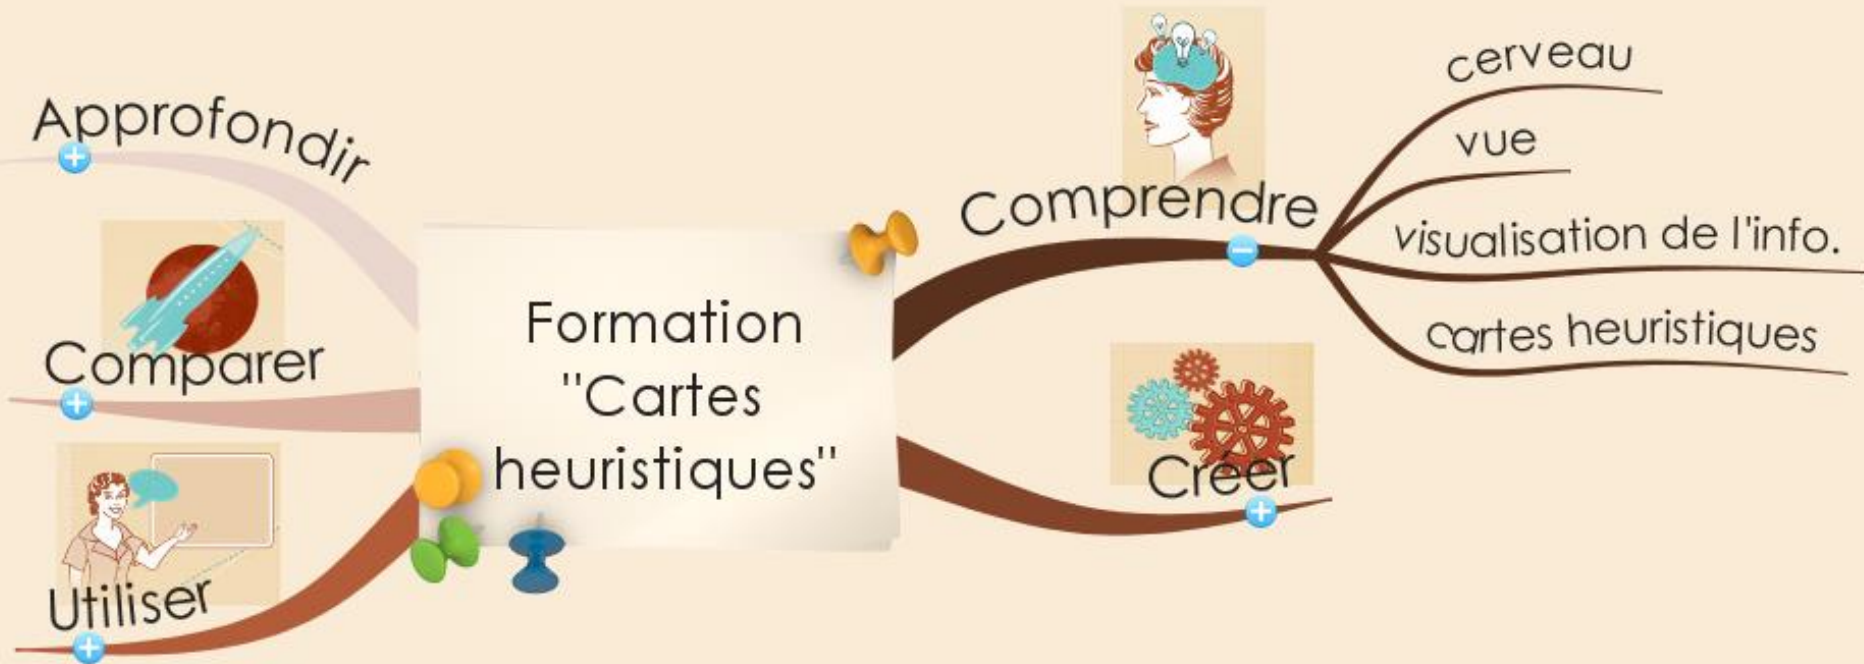 Formation
"Cartes
heuristiques"
Comprendre
cerveau
vue
visualisation de l'info.
cartes heuristiques
Créer
Utiliser
Comparer
Approfondir